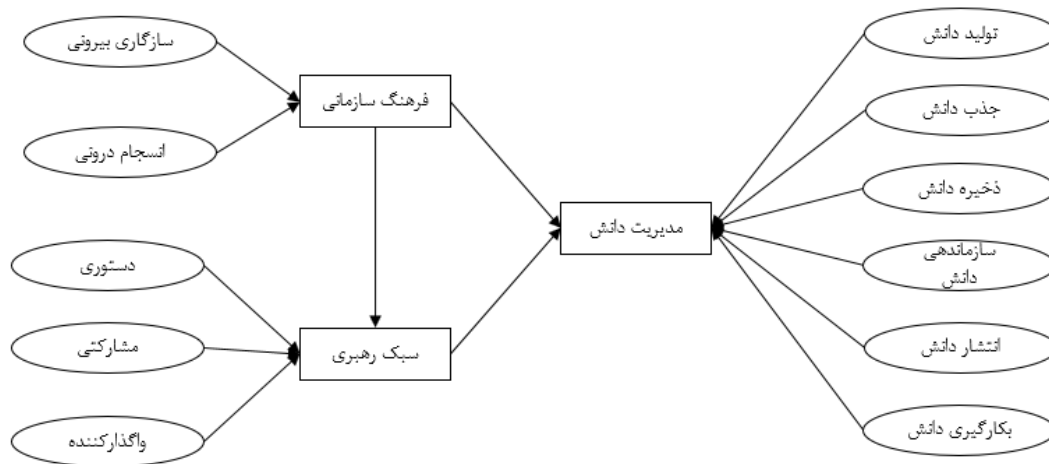 سازگاری بیرونی
انسجام درونی
فرهنگ سازمانی
دستوری
مشارکتی
واگذارکننده
سبک رهبری
مدیریت دانش
تولید دانش
جذب دانش
ذخیره دانش
سازماندهی
دانش
انتشار دانش
بکارگیری دانش